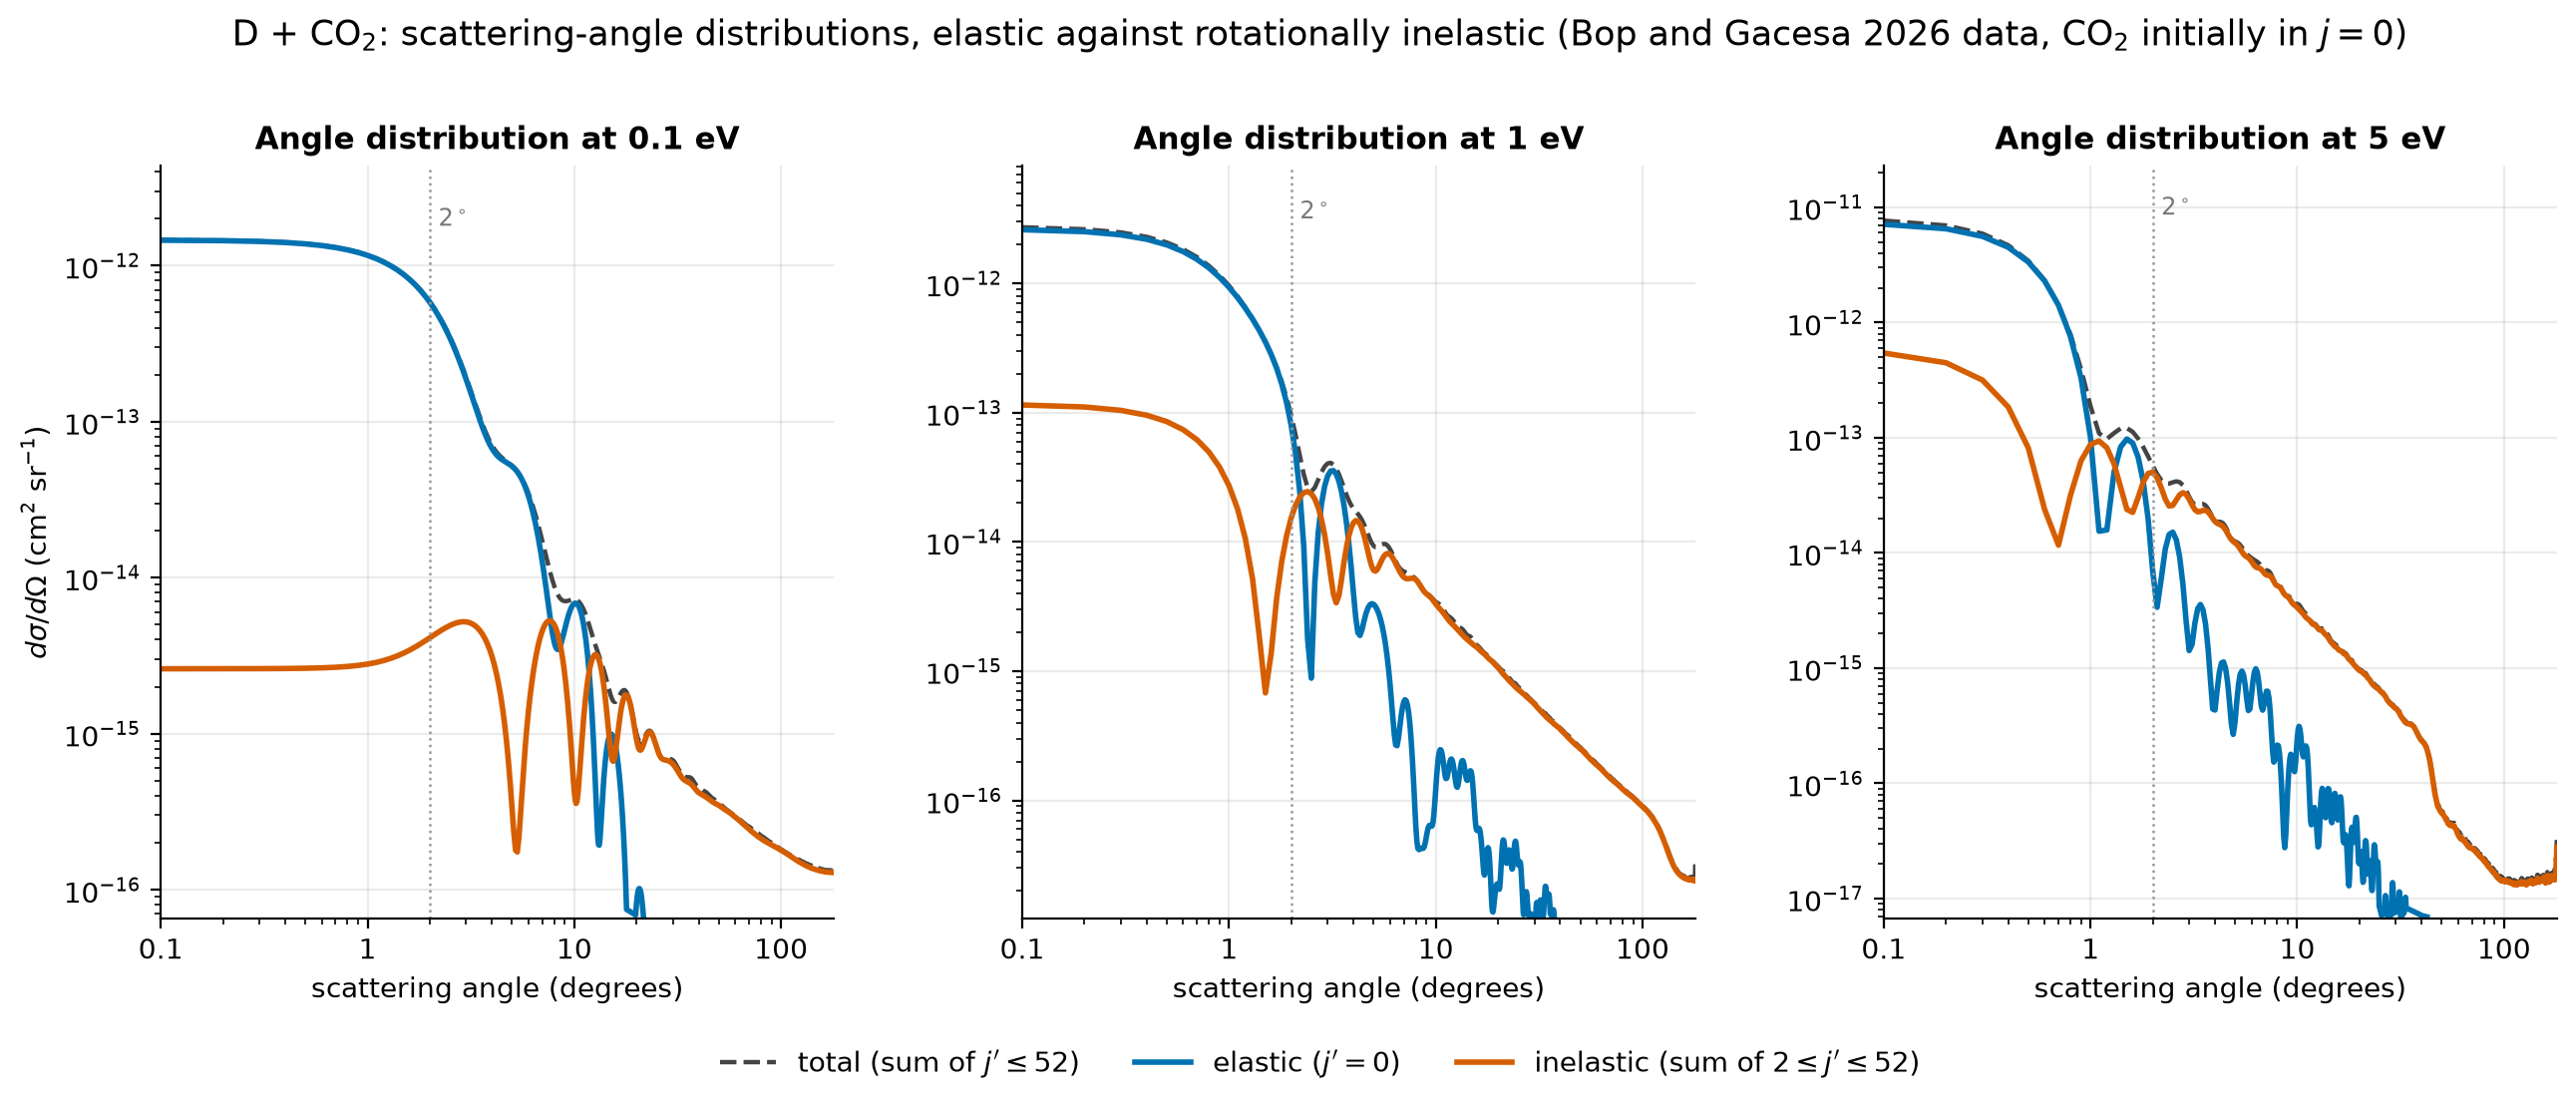 D + CO₂: scattering-angle distributions, elastic against rotationally inelastic (Bop and Gacesa 2026 data, CO₂ initially in j = 0)
Angle distribution at 0.1 eV
dσ/dΩ (cm² sr⁻¹)
10⁻¹²
10⁻¹³
10⁻¹⁴
10⁻¹⁵
10⁻¹⁶
2°
0.1 1 10 100
scattering angle (degrees)
Angle distribution at 1 eV
10⁻¹²
10⁻¹³
10⁻¹⁴
10⁻¹⁵
10⁻¹⁶
2°
0.1 1 10 100
scattering angle (degrees)
Angle distribution at 5 eV
10⁻¹¹
10⁻¹²
10⁻¹³
10⁻¹⁴
10⁻¹⁵
10⁻¹⁶
10⁻¹⁷
2°
0.1 1 10 100
scattering angle (degrees)
total (sum of j′ ≤ 52)
elastic (j′ = 0)
inelastic (sum of 2 ≤ j′ ≤ 52)